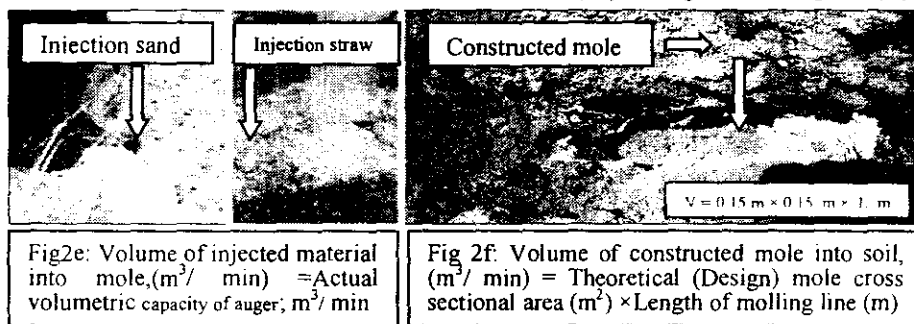 Injection sand
Injection straw
Constructed mole
V = 0.15 m × 0.15 m × L m
Fig2e: Volume of injected material
into mole,(m³/ min) =Actual
volumetric capacity of auger; m³/ min
Fig 2f: Volume of constructed mole into soil,
(m³/ min) = Theoretical (Design) mole cross
sectional area (m²) ×Length of molling line (m)